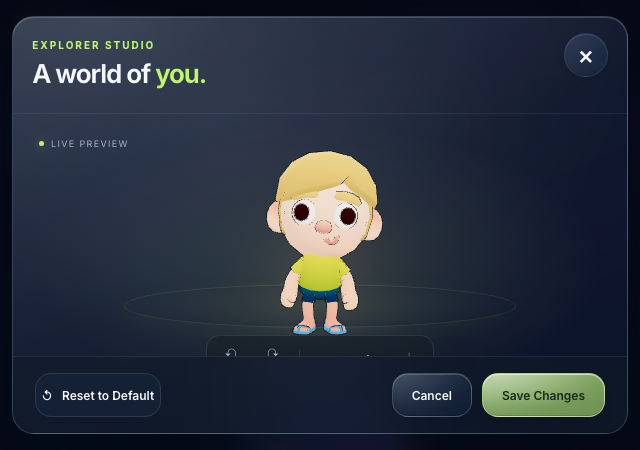 EXPLORER STUDIO
A world of you.
LIVE PREVIEW
Reset to Default
Cancel
Save Changes